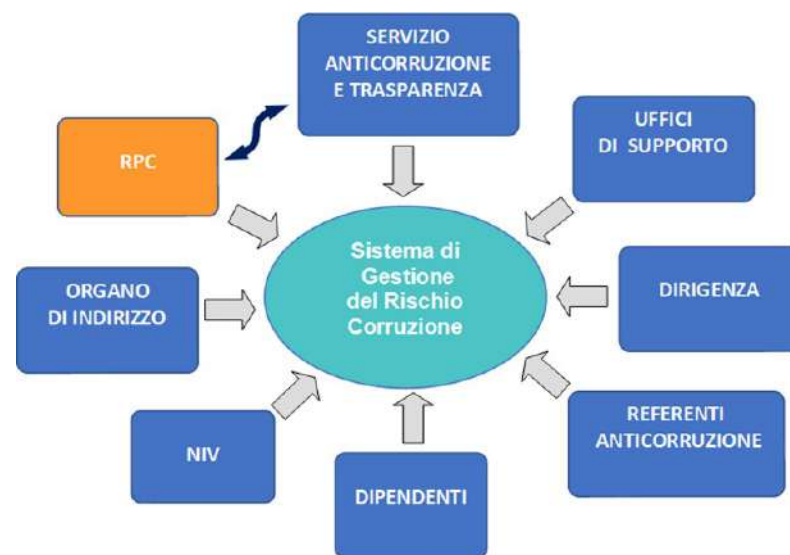 SERVIZIO
ANTICORRUZIONE
E TRASPARENZA
UFFICI
DI SUPPORTO
RPC
Sistema di
Gestione
del Rischio
Corruzione
ORGANO
DI INDIRIZZO
DIRIGENZA
NIV
DIPENDENTI
REFERENTI
ANTICORRUZIONE